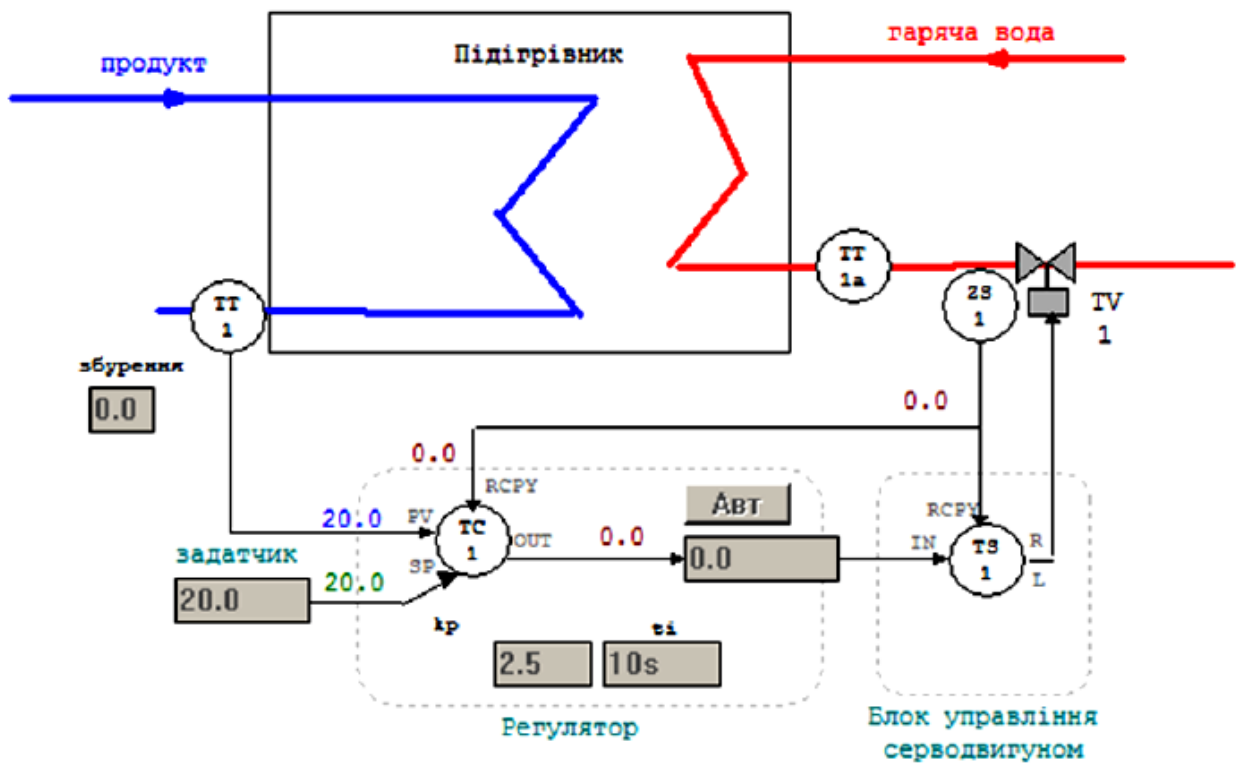 гаряча вода
Підігрівник
продукт
TT
1a
TT
1
ZS
1
TV
1
збурення
0.0
0.0
0.0
RCPY
Авт
RCPY
20.0
PV
TC
1
OUT
0.0
0.0
IN
TS
1
R
L
задатчик
SP
20.0
20.0
kp
ti
2.5
10s
Регулятор
Блок управління
серводвигуном